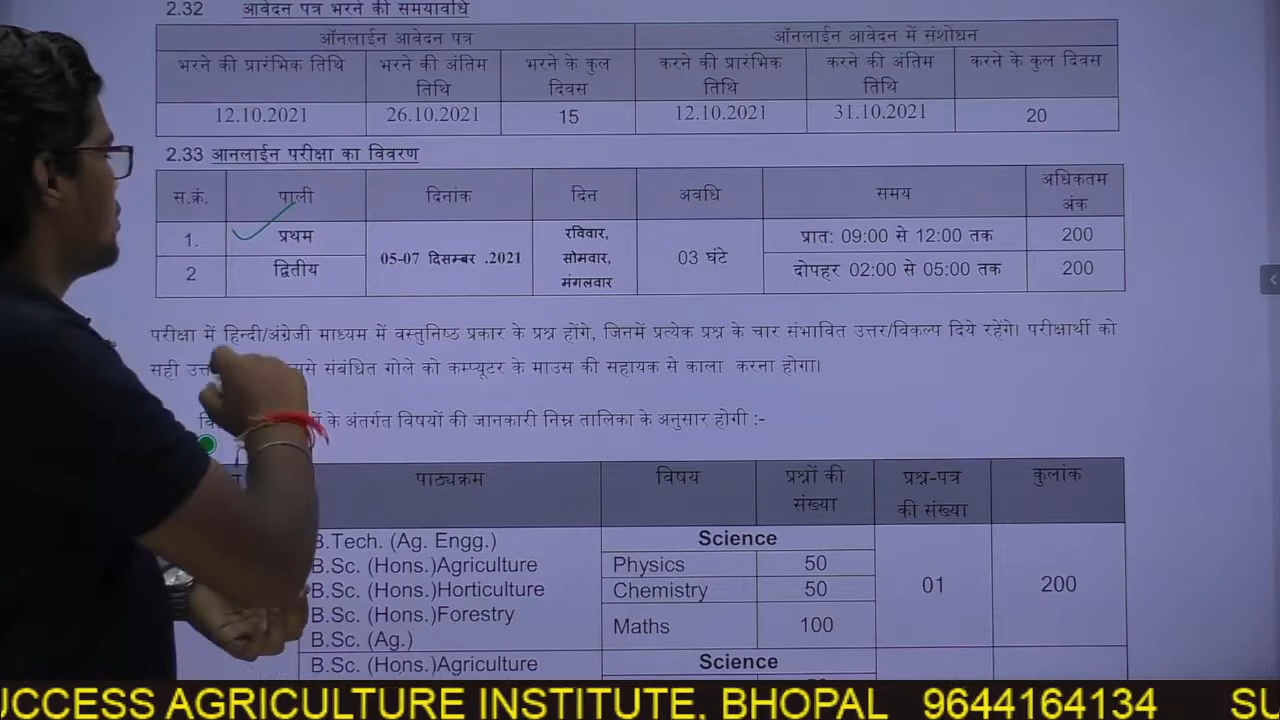 2.32 आवेदन पत्र भरने की समयावधि
ऑनलाईन आवेदन पत्र ऑनलाईन आवेदन में संशोधन
भरने की प्रारंभिक तिथि भरने की अंतिम तिथि भरने के कुल दिवस करने की प्रारंभिक तिथि करने की अंतिम तिथि करने के कुल दिवस
12.10.2021 26.10.2021 15 12.10.2021 31.10.2021 20
2.33 आनलाईन परीक्षा का विवरण
स.क्रं. पाली दिनांक दिन अवधि समय अधिकतम अंक
1. प्रथम 05-07 दिसम्बर .2021 रविवार, सोमवार, मंगलवार 03 घंटे प्रात: 09:00 से 12:00 तक 200
2 द्वितीय दोपहर 02:00 से 05:00 तक 200
परीक्षा में हिन्दी/अंग्रेजी माध्यम में वस्तुनिष्ठ प्रकार के प्रश्न होंगे, जिनमें प्रत्येक प्रश्न के चार संभावित उत्तर/विकल्प दिये रहेंगे। परीक्षार्थी को
सही संबंधित गोले को कम्प्यूटर के माउस की सहायक से काला करना होगा।
के अंतर्गत विषयों की जानकारी निम्न तालिका के अनुसार होगी :-
पाठ्यक्रम विषय प्रश्नों की संख्या प्रश्न-पत्र की संख्या कुलांक
B.Tech. (Ag. Engg.) Science
B.Sc. (Hons.)Agriculture Physics 50
B.Sc. (Hons.)Horticulture Chemistry 50 01 200
B.Sc. (Hons.)Forestry
B.Sc. (Ag.) Maths 100
B.Sc. (Hons.)Agriculture Science
UCCESS AGRICULTURE INSTITUTE, BHOPAL 9644164134 SU